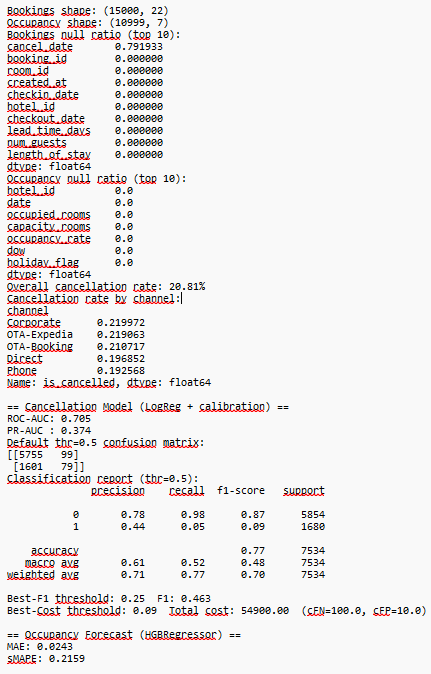 Bookings shape: (15000, 22)
Occupancy shape: (10999, 7)
Bookings null ratio (top 10):
cancel_date 0.791933
booking_id 0.000000
room_id 0.000000
created_at 0.000000
checkin_date 0.000000
hotel_id 0.000000
checkout_date 0.000000
lead_time_days 0.000000
num_guests 0.000000
length_of_stay 0.000000
dtype: float64
Occupancy null ratio (top 10):
hotel_id 0.0
date 0.0
occupied_rooms 0.0
capacity_rooms 0.0
occupancy_rate 0.0
dow 0.0
holiday_flag 0.0
dtype: float64
Overall cancellation rate: 20.81%
Cancellation rate by channel:
channel
Corporate 0.219972
OTA-Expedia 0.219063
OTA-Booking 0.210717
Direct 0.196852
Phone 0.192568
Name: is_cancelled, dtype: float64
== Cancellation Model (LogReg + calibration) ==
ROC-AUC: 0.705
PR-AUC : 0.374
Default thr=0.5 confusion matrix:
[[5755 99]
[1601 79]]
Classification report (thr=0.5):
precision recall f1-score support
0 0.78 0.98 0.87 5854
1 0.44 0.05 0.09 1680
accuracy 0.77 7534
macro avg 0.61 0.52 0.48 7534
weighted avg 0.71 0.77 0.70 7534
Best-F1 threshold: 0.25 F1: 0.463
Best-Cost threshold: 0.09 Total cost: 54900.00 (cFN=100.0, cFP=10.0)
== Occupancy Forecast (HGBRegressor) ==
MAE: 0.0243
sMAPE: 0.2159